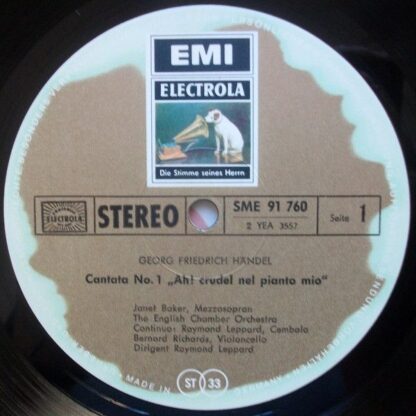 EMI
ELECTROLA
Die Stimme seines Herrn
ELECTROLA
STEREO
SME 91 760
2 YEA 3557
Seite 1
GEORG FRIEDRICH HÄNDEL
Cantata No. 1 „Ah! crudel nel pianto mio“
Janet Baker, Mezzosopran
The English Chamber Orchestra
Continuo: Raymond Leppard, Cembalo
Bernard Richards, Violoncello
Dirigent Raymond Leppard
MADE IN
ST 33
GERMANY